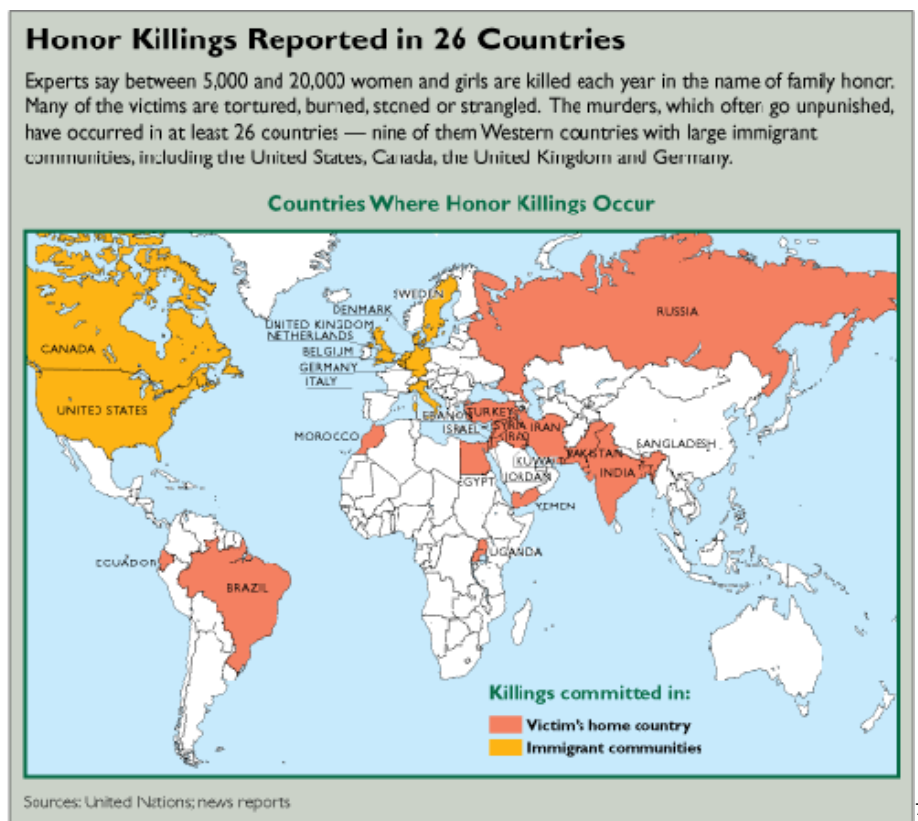 Honor Killings Reported in 26 Countries
Experts say between 5,000 and 20,000 women and girls are killed each year in the name of family honor.
Many of the victims are tortured, burned, stoned or strangled. The murders, which often go unpunished,
have occurred in at least 26 countries — nine of them Western countries with large immigrant
communities, including the United States, Canada, the United Kingdom and Germany.
Countries Where Honor Killings Occur
SWEDEN
DENMARK
UNITED KINGDOM
NETHERLANDS
BELGIUM
GERMANY
ITALY
RUSSIA
CANADA
UNITED STATES
LEBANON
TURKEY
ISRAEL
SYRIA
IRAN
IRAQ
MOROCCO
BANGLADESH
PAKISTAN
KUWAIT
INDIA
JORDAN
EGYPT
YEMEN
UGANDA
ECUADOR
BRAZIL
Killings committed in:
Victim's home country
Immigrant communities
Sources: United Nations; news reports